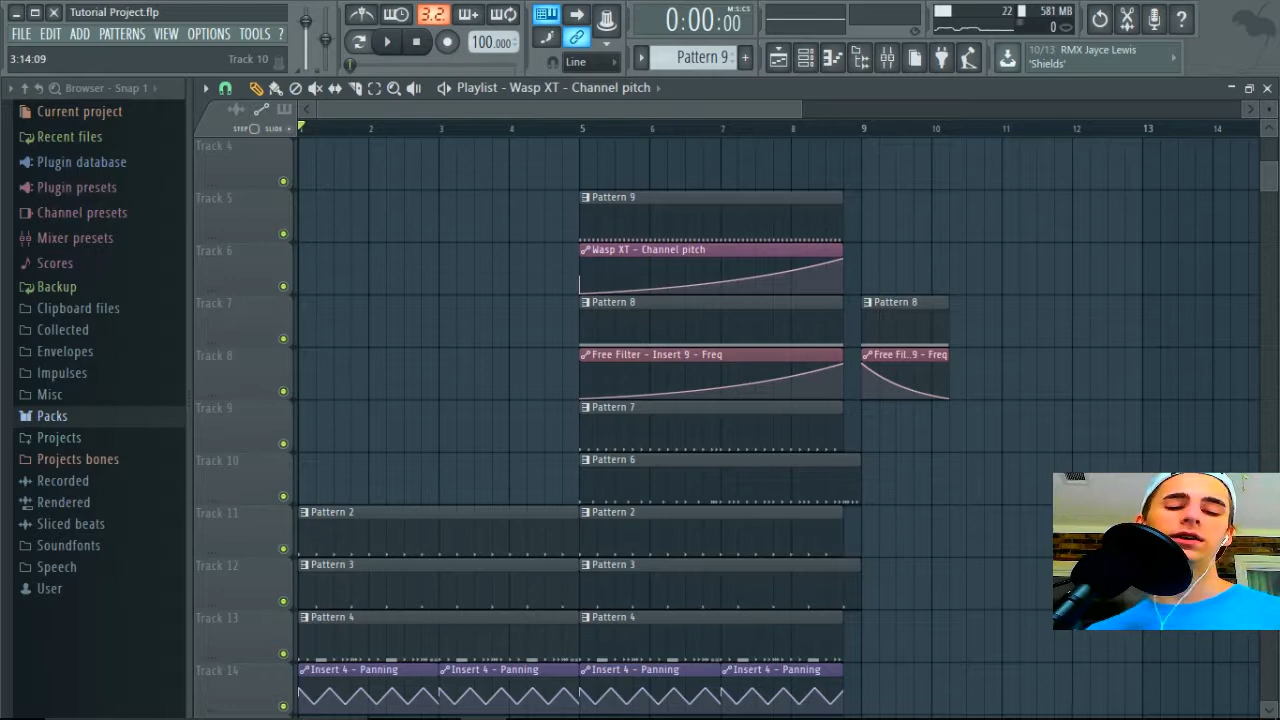 Tutorial Project.flp
FILE EDIT ADD PATTERNS VIEW OPTIONS TOOLS ?
3:14:09 Track 10
3.2.
100.000
Line
0:00:00
M:S:CS
Pattern 9
22 581 MB
0
10/13 RMX Jayce Lewis
'Shields'
Browser - Snap 1
Playlist - Wasp XT - Channel pitch
STEP SLIDE
2 3 4 5 6 7 8 9 10 11 12 13 14
Current project
Recent files
Plugin database
Plugin presets
Channel presets
Mixer presets
Scores
Backup
Clipboard files
Collected
Envelopes
Impulses
Misc
Packs
Projects
Projects bones
Recorded
Rendered
Sliced beats
Soundfonts
Speech
User
Track 4
Track 5 Pattern 9
Track 6 Wasp XT - Channel pitch
Track 7 Pattern 8 Pattern 8
Track 8 Free Filter - Insert 9 - Freq Free Fil..9 - Freq
Track 9 Pattern 7
Track 10 Pattern 6
Track 11 Pattern 2 Pattern 2
Track 12 Pattern 3 Pattern 3
Track 13 Pattern 4 Pattern 4
Track 14 Insert 4 - Panning Insert 4 - Panning Insert 4 - Panning Insert 4 - Panning